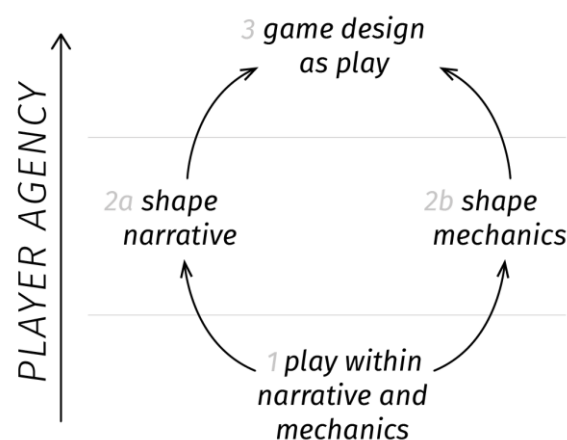 PLAYER AGENCY
3 game design
as play
2a shape
narrative
2b shape
mechanics
1 play within
narrative and
mechanics